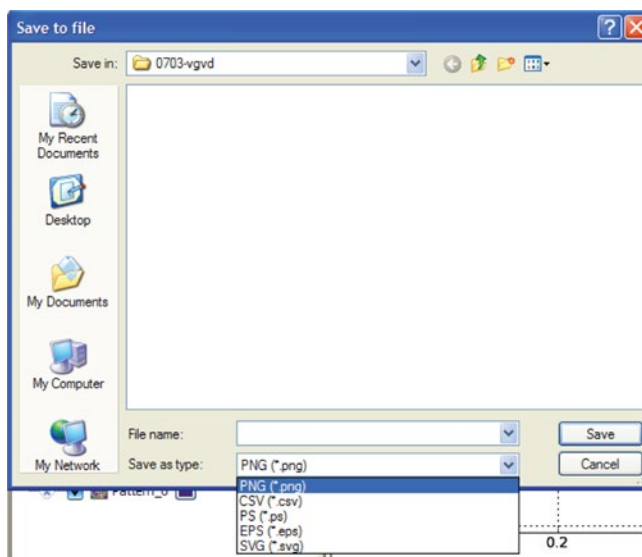 Save to file
Save in: 0703-vgvd
My Recent
Documents
Desktop
My Documents
My Computer
My Network
File name:
Save
Save as type: PNG (*.png)
Cancel
PNG (*.png)
CSV (*.csv)
PS (*.ps)
EPS (*.eps)
SVG (*.svg)
0.2